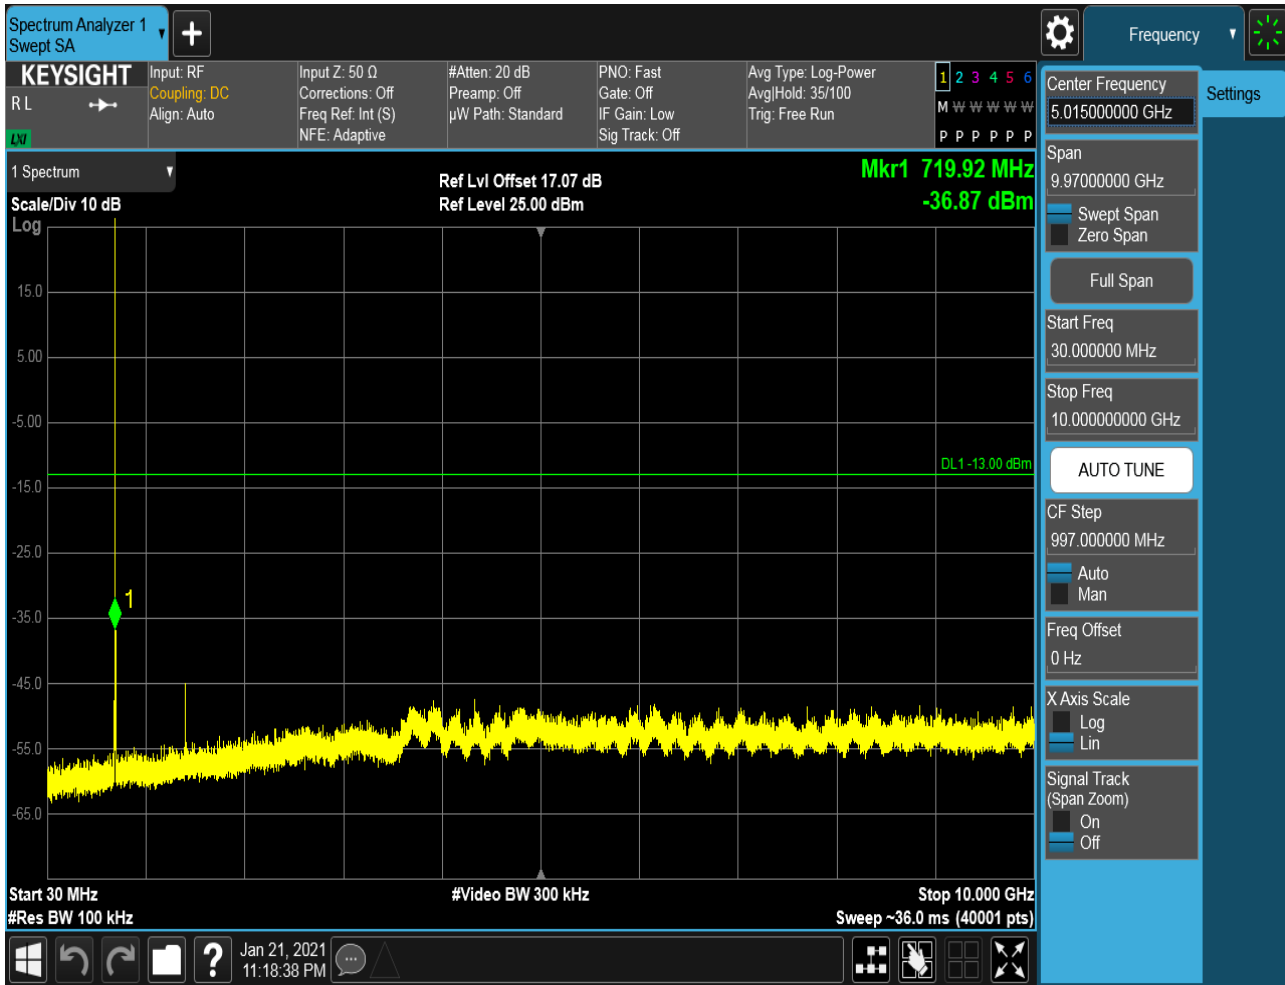 Spectrum Analyzer 1
Swept SA
+
Frequency
KEYSIGHT
R L
LXI
Input: RF
Coupling: DC
Align: Auto
Input Z: 50 Ω
Corrections: Off
Freq Ref: Int (S)
NFE: Adaptive
#Atten: 20 dB
Preamp: Off
µW Path: Standard
PNO: Fast
Gate: Off
IF Gain: Low
Sig Track: Off
Avg Type: Log-Power
Avg|Hold: 35/100
Trig: Free Run
1 2 3 4 5 6
M W W W W W
P P P P P P
1 Spectrum
Scale/Div 10 dB
Log
Ref Lvl Offset 17.07 dB
Ref Level 25.00 dBm
Mkr1 719.92 MHz
-36.87 dBm
15.0
5.00
-5.00
DL1 -13.00 dBm
-15.0
-25.0
1
-35.0
-45.0
-55.0
-65.0
Start 30 MHz
#Video BW 300 kHz
Stop 10.000 GHz
#Res BW 100 kHz
Sweep ~36.0 ms (40001 pts)
?
Jan 21, 2021
11:18:38 PM
Center Frequency
5.015000000 GHz
Settings
Span
9.97000000 GHz
Swept Span
Zero Span
Full Span
Start Freq
30.000000 MHz
Stop Freq
10.000000000 GHz
AUTO TUNE
CF Step
997.000000 MHz
Auto
Man
Freq Offset
0 Hz
X Axis Scale
Log
Lin
Signal Track
(Span Zoom)
On
Off